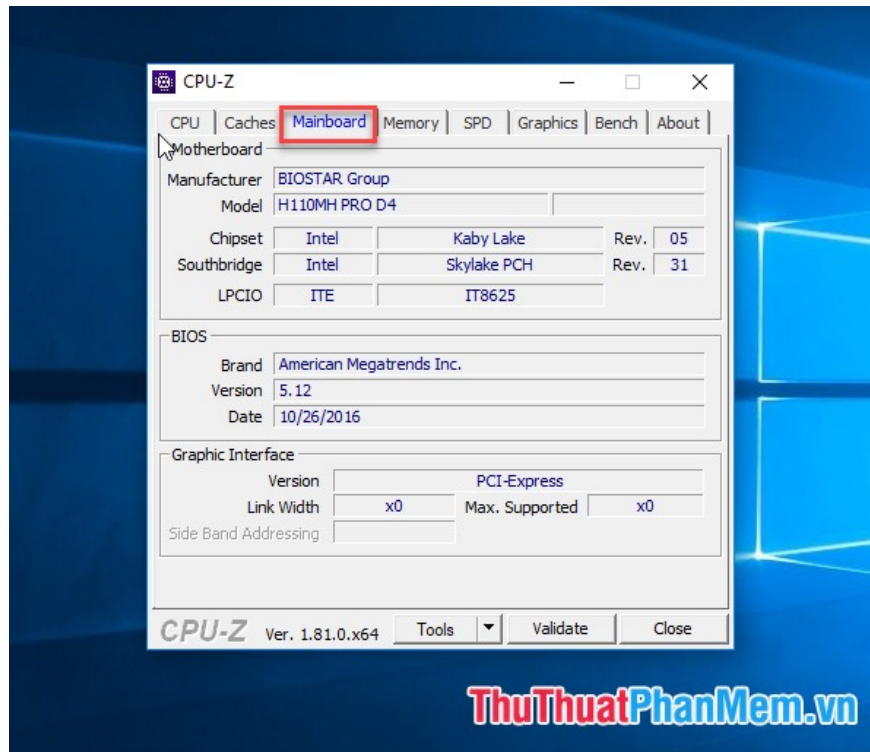 CPU-Z
CPU Caches Mainboard Memory SPD Graphics Bench About
Motherboard
Manufacturer BIOSTAR Group
Model H110MH PRO D4
Chipset Intel Kaby Lake Rev. 05
Southbridge Intel Skylake PCH Rev. 31
LPCIO ITE IT8625
BIOS
Brand American Megatrends Inc.
Version 5.12
Date 10/26/2016
Graphic Interface
Version PCI-Express
Link Width x0 Max. Supported x0
Side Band Addressing
CPU-Z Ver. 1.81.0.x64 Tools Validate Close
ThuThuatPhanMem.vn